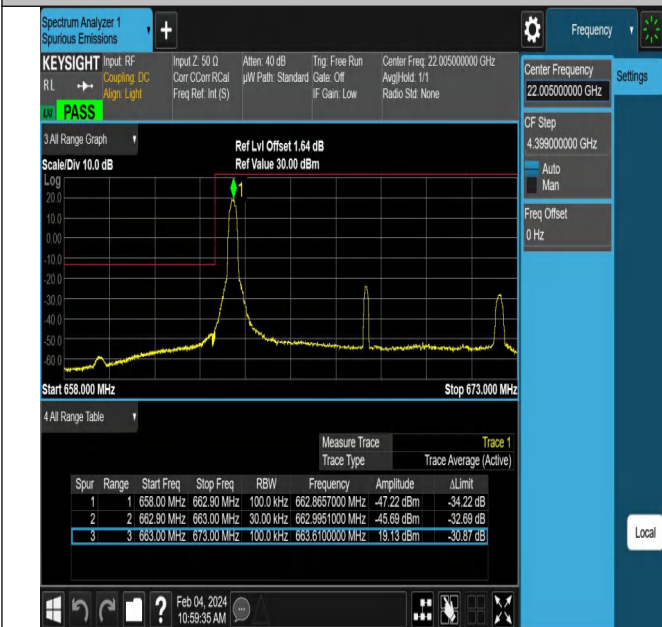 Spectrum Analyzer 1
Spurious Emissions
+
Frequency
KEYSIGHT
RL
PASS
Input: RF
Coupling: DC
Align: Light
Input Z: 50 Ω
Corr CCorr RCal
Freq Ref: Int (S)
Atten: 40 dB
µW Path: Standard
Trig: Free Run
Gate: Off
IF Gain: Low
Center Freq: 22.005000000 GHz
Avg|Hold: 1/1
Radio Std: None
Center Frequency
22.005000000 GHz
Settings
CF Step
4.399000000 GHz
Auto
Man
Freq Offset
0 Hz
3 All Range Graph
Scale/Div 10.0 dB
Ref Lvl Offset 1.64 dB
Ref Value 30.00 dBm
Log
20.0
10.0
0.00
-10.0
-20.0
-30.0
-40.0
-50.0
-60.0
1
Start 658.000 MHz
Stop 673.000 MHz
4 All Range Table
Measure Trace Trace 1
Trace Type Trace Average (Active)
Spur Range Start Freq Stop Freq RBW Frequency Amplitude ΔLimit
1 1 658.00 MHz 662.90 MHz 100.0 kHz 662.8657000 MHz -47.22 dBm -34.22 dB
2 2 662.90 MHz 663.00 MHz 30.00 kHz 662.9951000 MHz -45.69 dBm -32.69 dB
3 3 663.00 MHz 673.00 MHz 100.0 kHz 663.6100000 MHz 19.13 dBm -30.87 dB
Local
?
Feb 04, 2024
10:59:35 AM